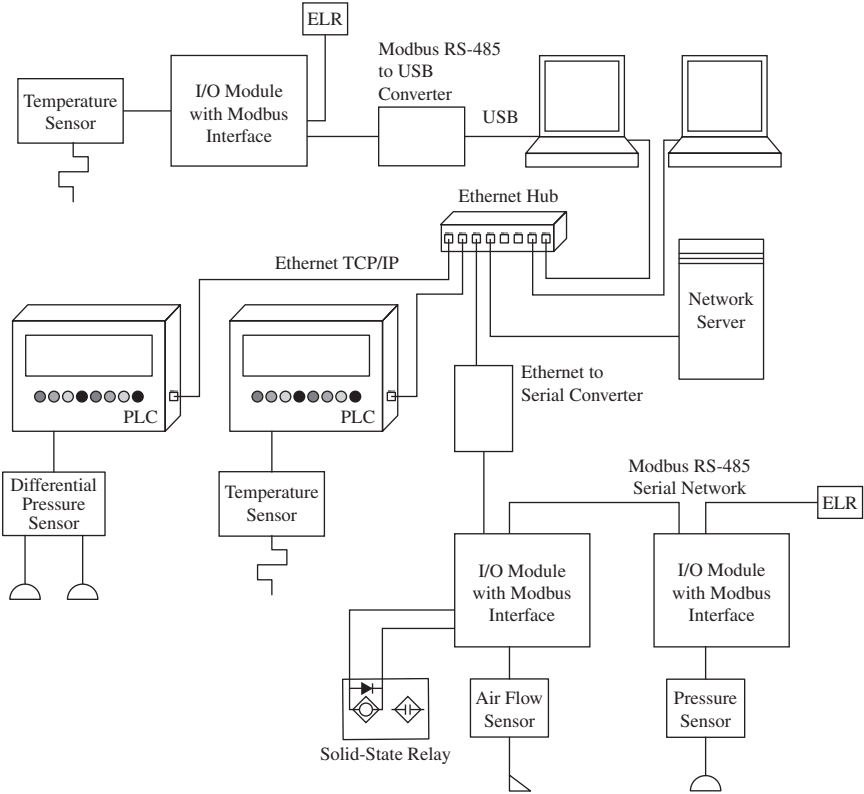 ELR
Modbus RS-485
to USB
Converter
I/O Module
with Modbus
Interface
Temperature
Sensor
USB
Ethernet Hub
Ethernet TCP/IP
Network
Server
PLC
PLC
Ethernet to
Serial Converter
Differential
Pressure
Sensor
Temperature
Sensor
Modbus RS-485
Serial Network
ELR
I/O Module
with Modbus
Interface
I/O Module
with Modbus
Interface
Air Flow
Sensor
Pressure
Sensor
Solid-State Relay